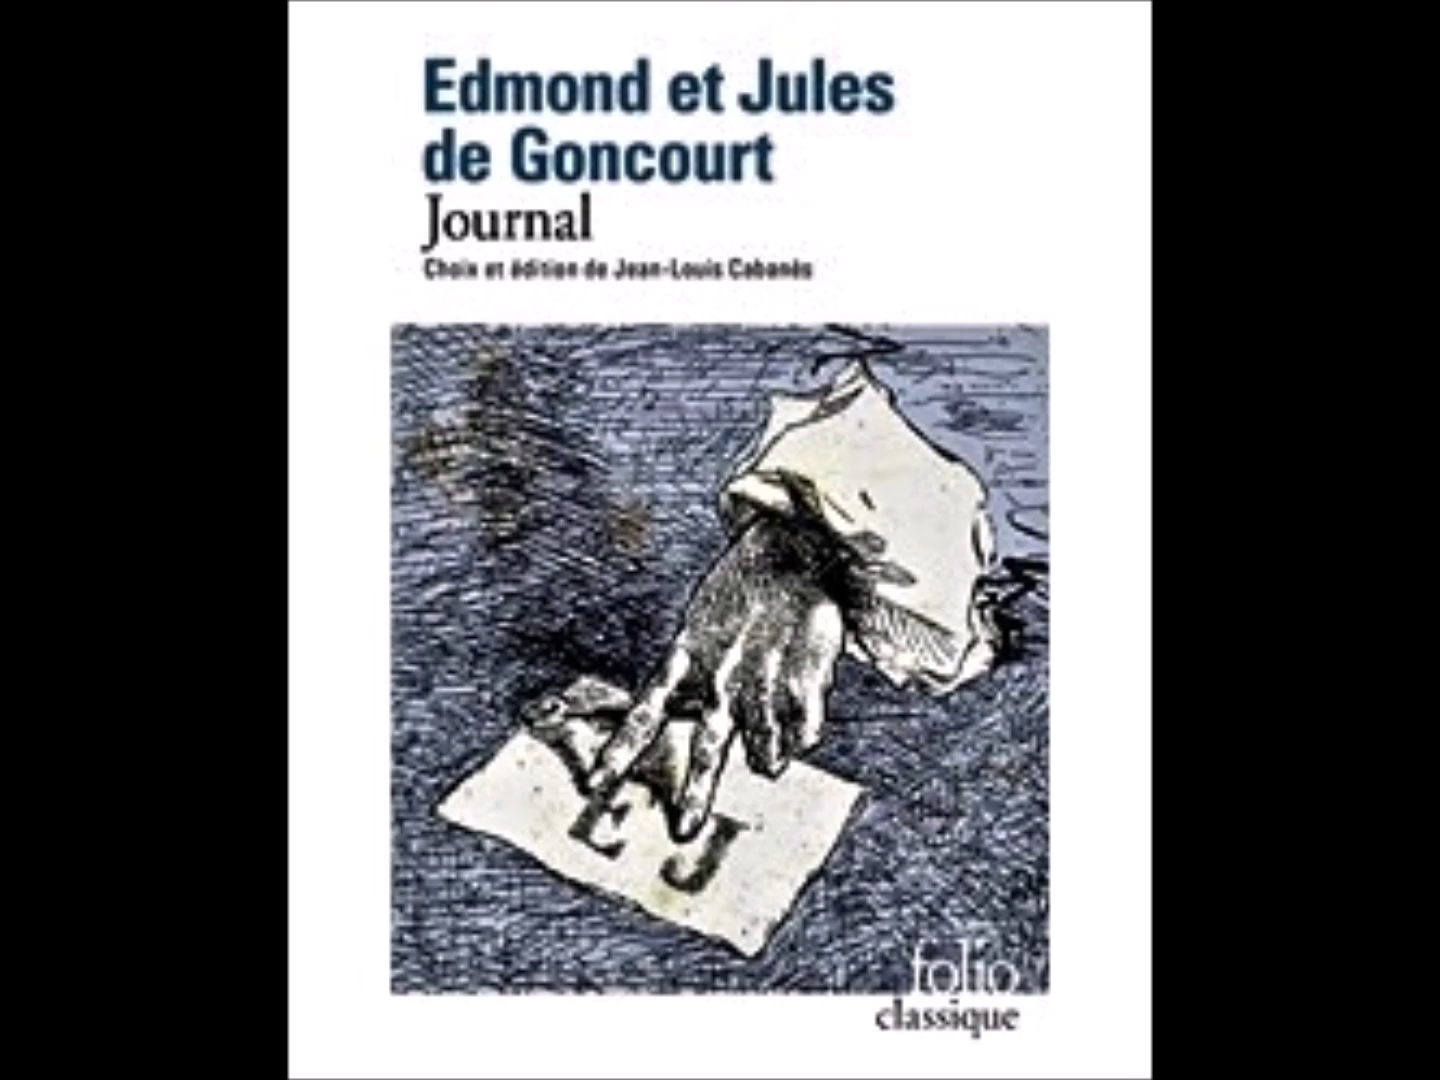 Edmond et Jules
de Goncourt
Journal
Choix et édition de Jean-Louis Cabanès
E J
folio
classique